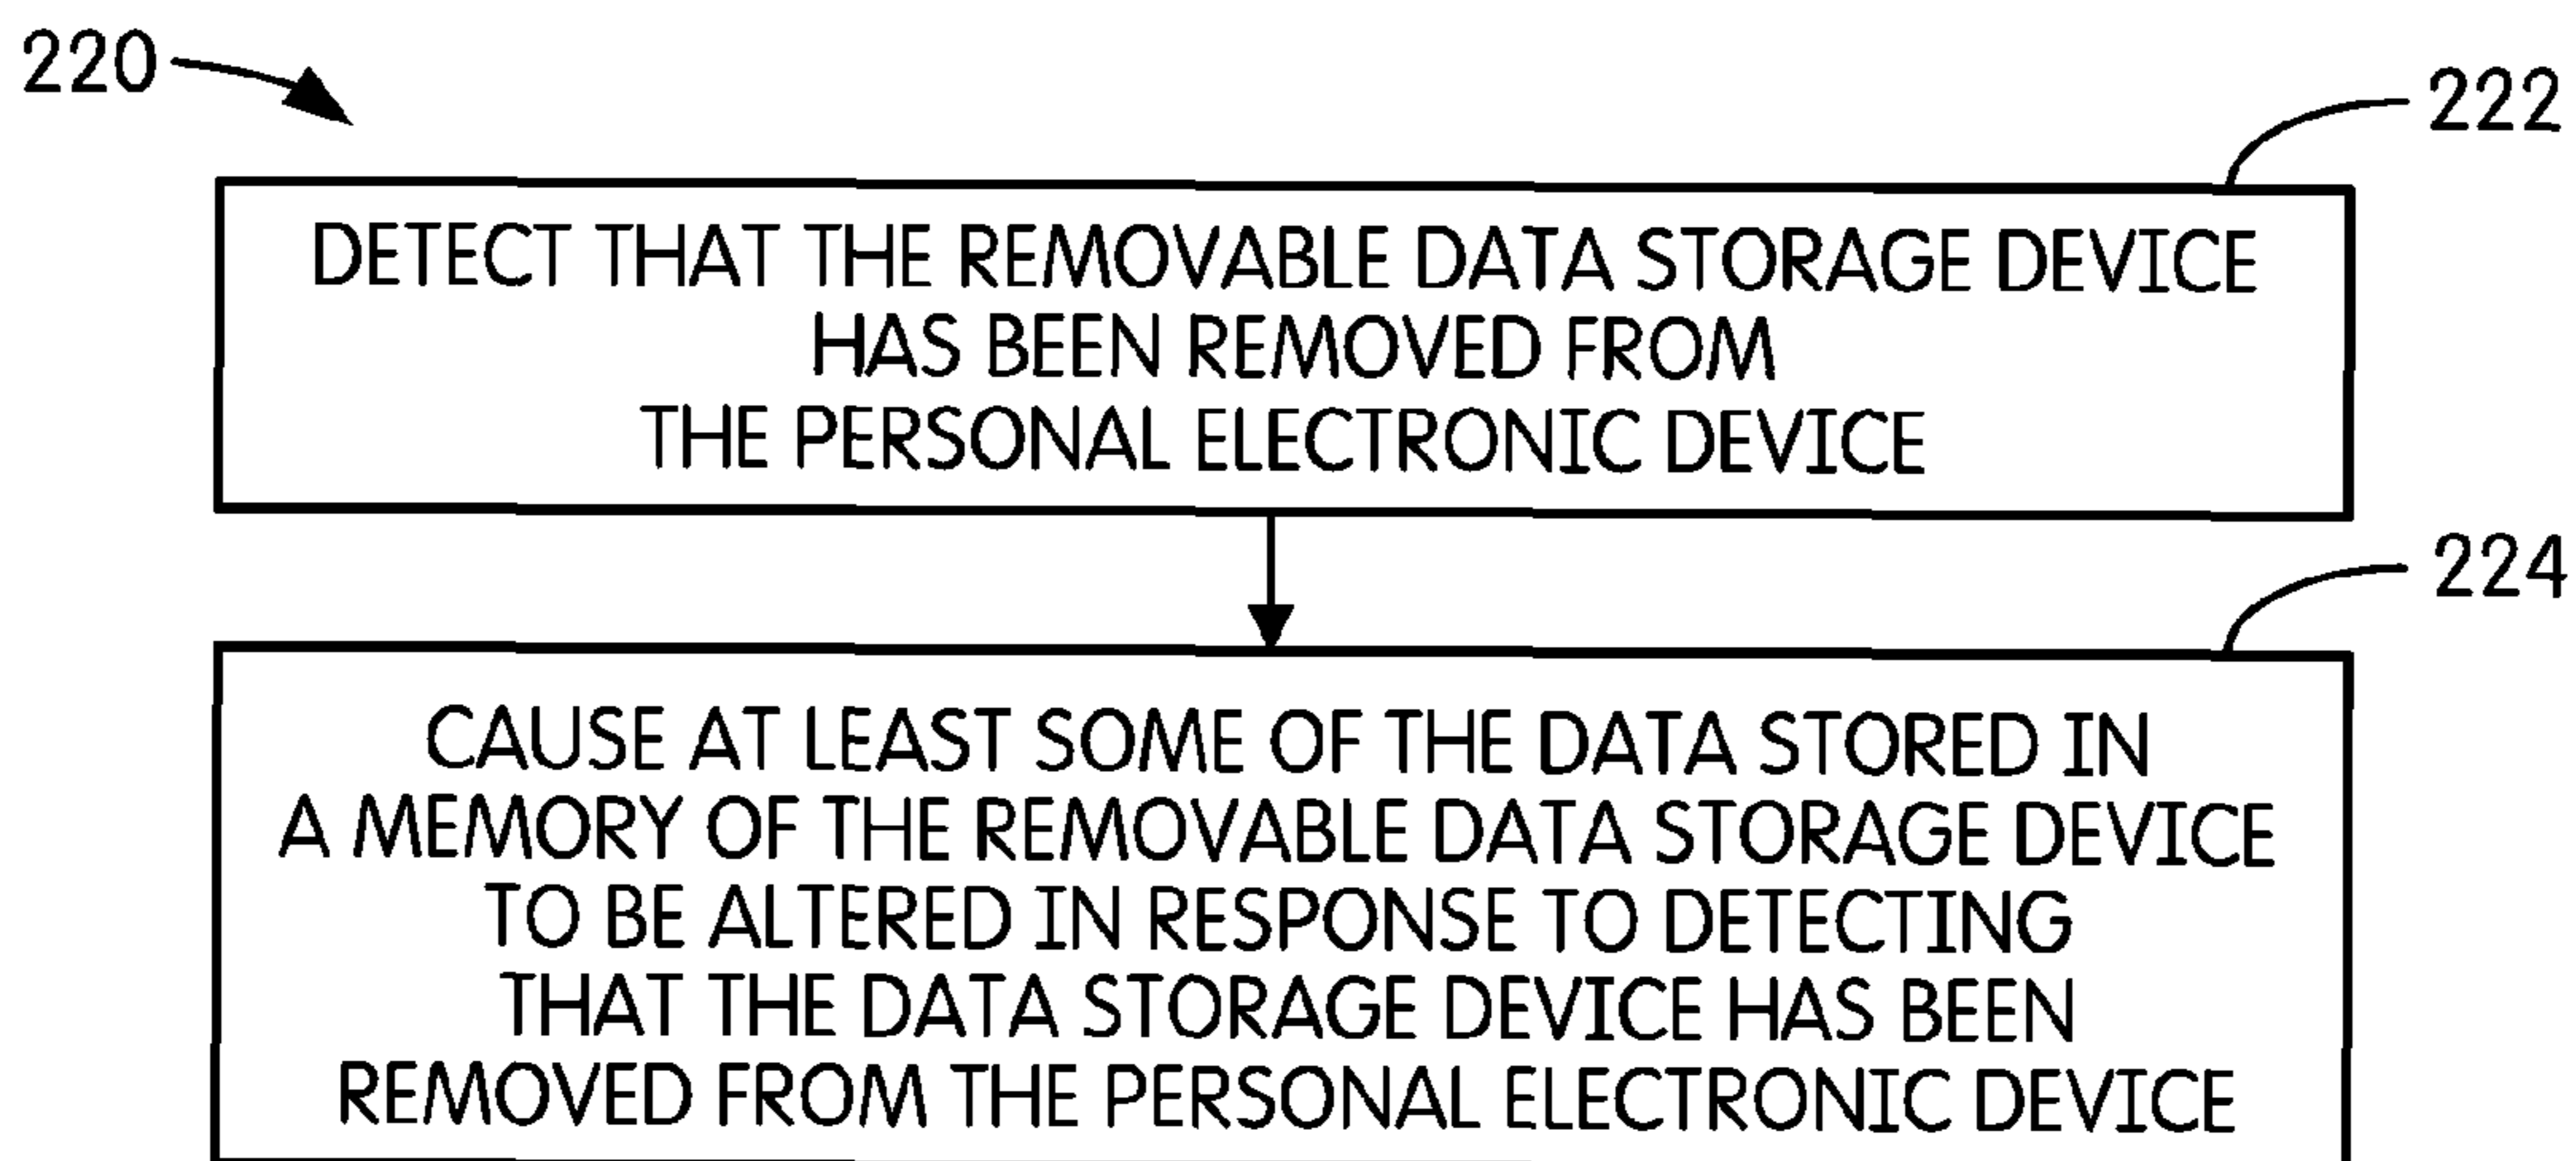 220
222
DETECT THAT THE REMOVABLE DATA STORAGE DEVICE
HAS BEEN REMOVED FROM
THE PERSONAL ELECTRONIC DEVICE
224
CAUSE AT LEAST SOME OF THE DATA STORED IN
A MEMORY OF THE REMOVABLE DATA STORAGE DEVICE
TO BE ALTERED IN RESPONSE TO DETECTING
THAT THE DATA STORAGE DEVICE HAS BEEN
REMOVED FROM THE PERSONAL ELECTRONIC DEVICE